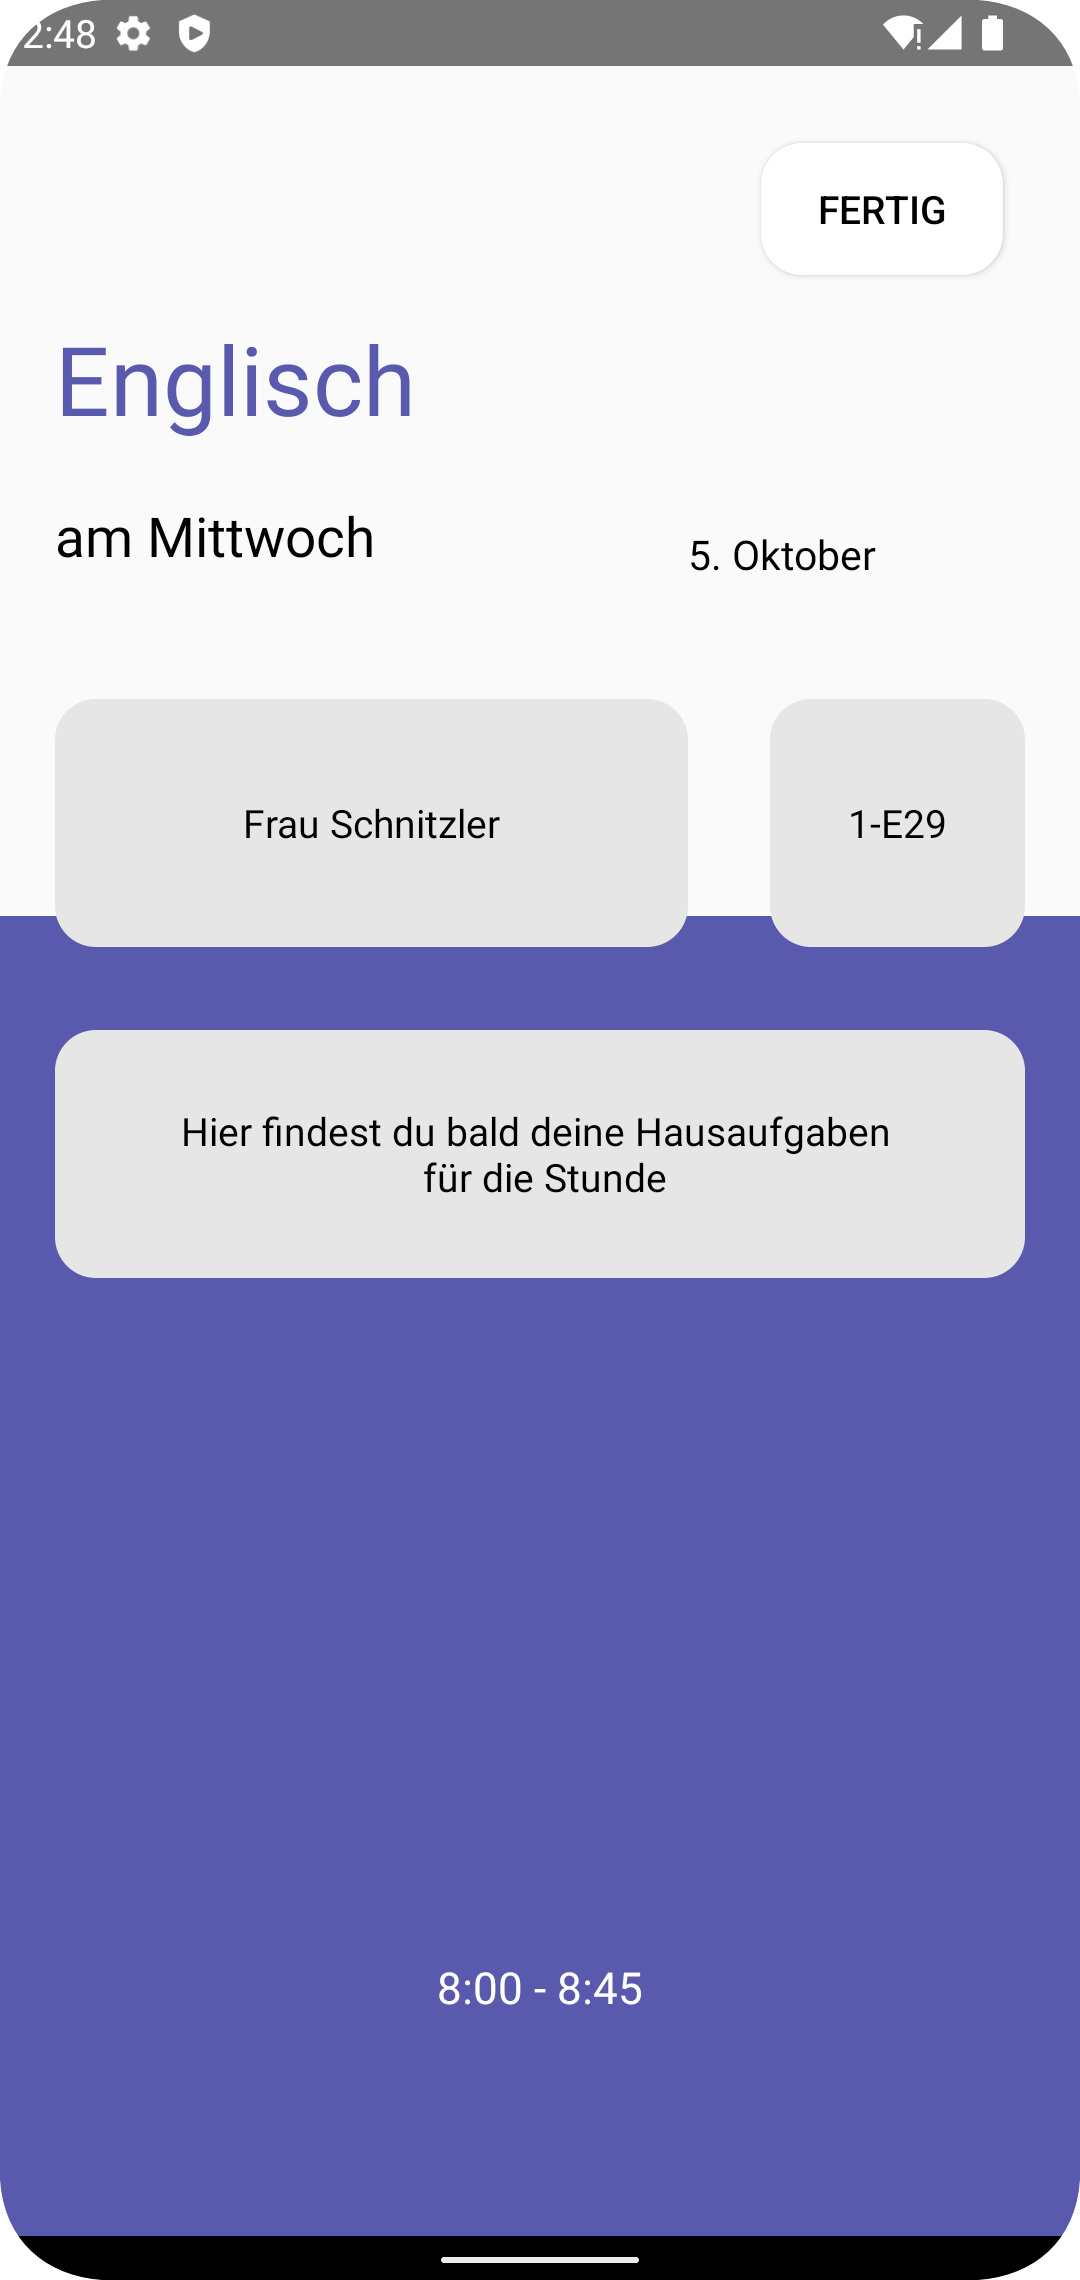 2:48
FERTIG
Englisch
am Mittwoch
5. Oktober
Frau Schnitzler
1-E29
Hier findest du bald deine Hausaufgaben
für die Stunde
8:00 - 8:45